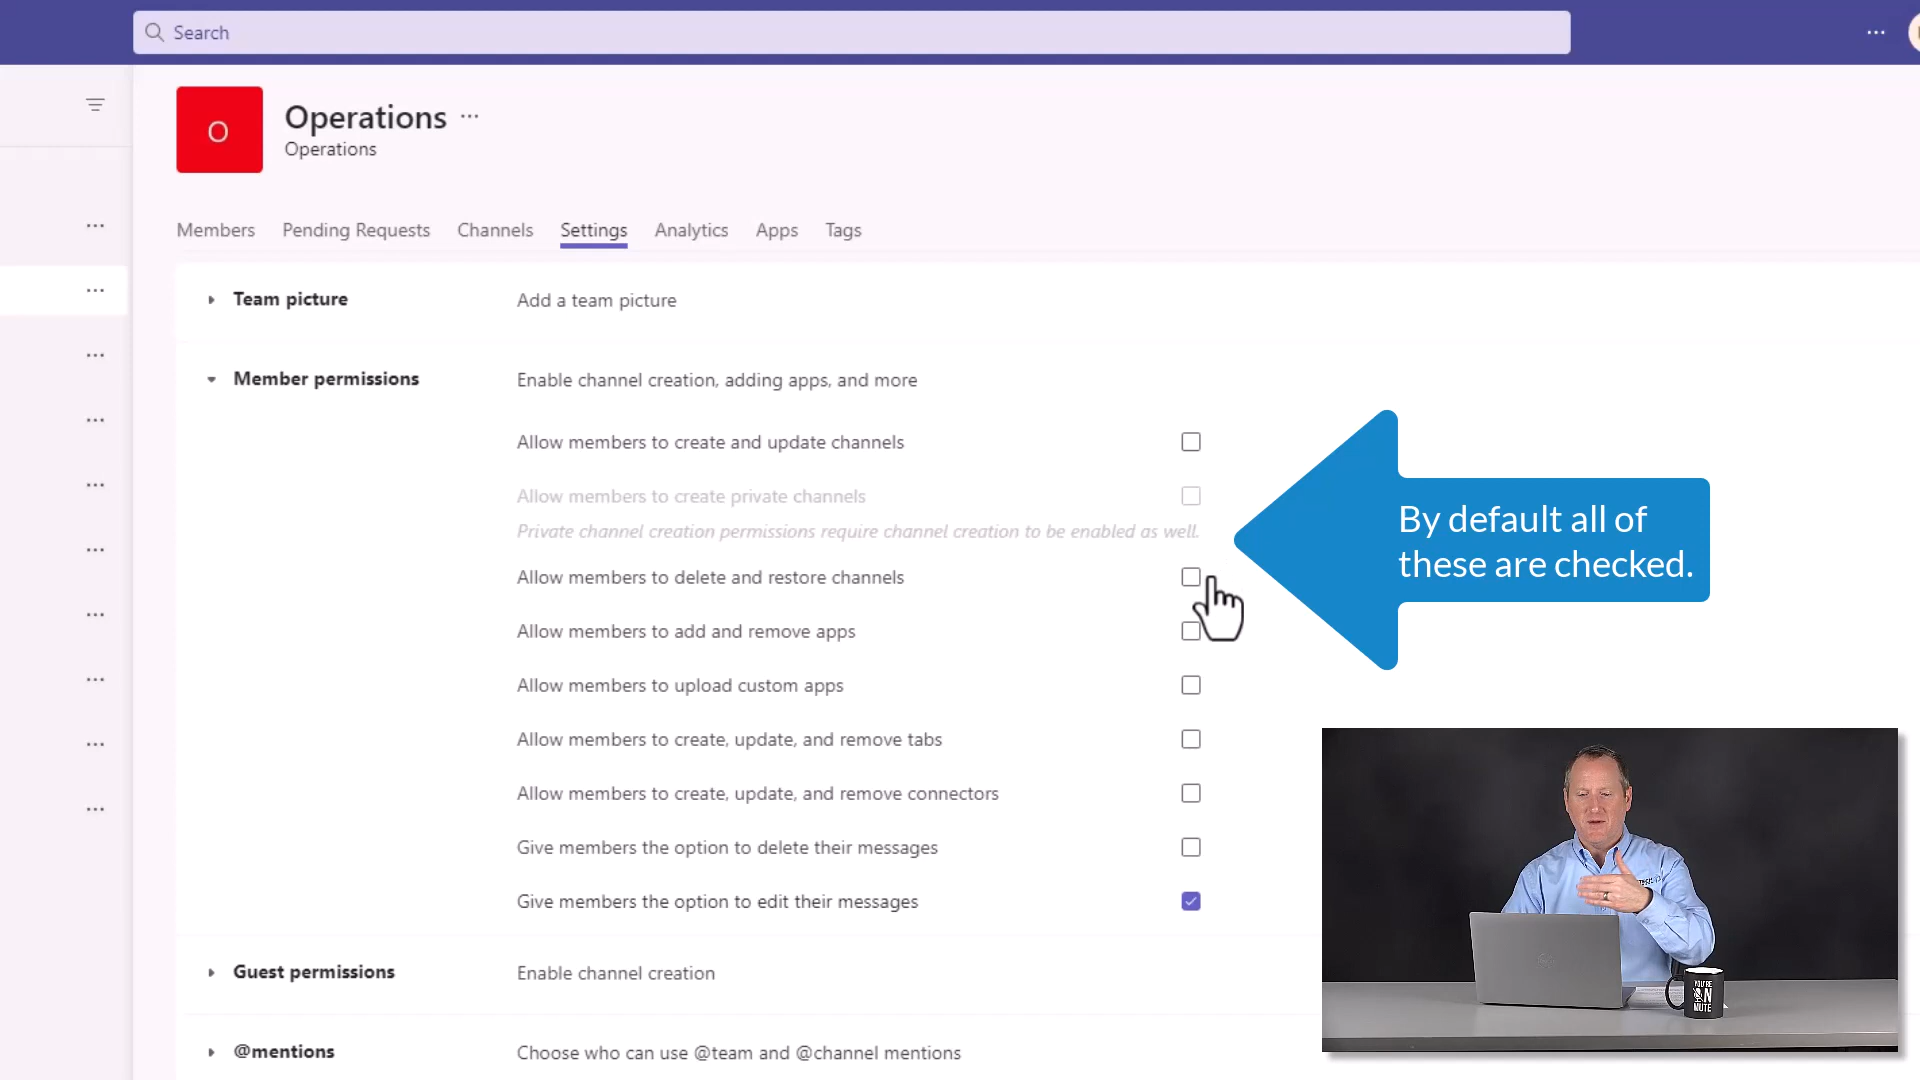 Search
O
Operations
Operations
Members Pending Requests Channels Settings Analytics Apps Tags
Team picture Add a team picture
Member permissions Enable channel creation, adding apps, and more
Allow members to create and update channels
Allow members to create private channels
Private channel creation permissions require channel creation to be enabled as well.
Allow members to delete and restore channels
Allow members to add and remove apps
Allow members to upload custom apps
Allow members to create, update, and remove tabs
Allow members to create, update, and remove connectors
Give members the option to delete their messages
Give members the option to edit their messages
Guest permissions Enable channel creation
@mentions Choose who can use @team and @channel mentions
By default all of
these are checked.
YOU'RE
ON
MUTE